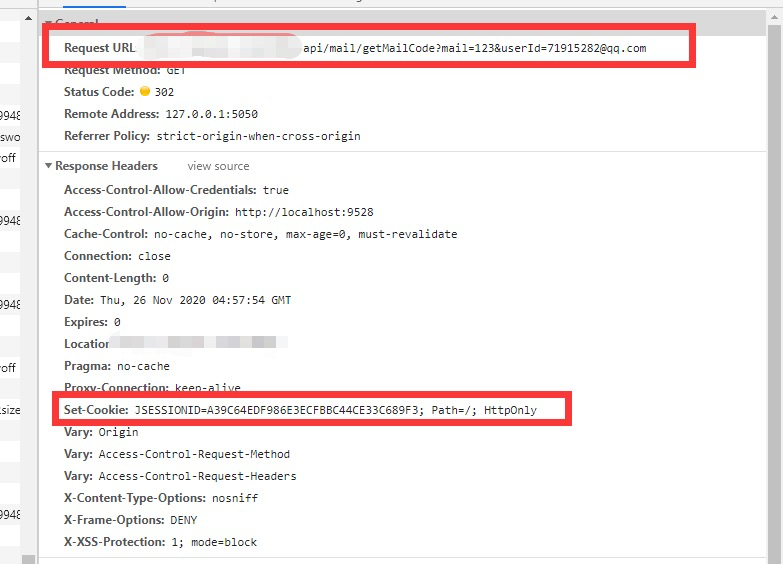 General
Request URL api/mail/getMailCode?mail=123&userId=71915282@qq.com
Request Method: GET
Status Code: 302
Remote Address: 127.0.0.1:5050
Referrer Policy: strict-origin-when-cross-origin
Response Headers view source
Access-Control-Allow-Credentials: true
Access-Control-Allow-Origin: http://localhost:9528
Cache-Control: no-cache, no-store, max-age=0, must-revalidate
Connection: close
Content-Length: 0
Date: Thu, 26 Nov 2020 04:57:54 GMT
Expires: 0
Location
Pragma: no-cache
Proxy-Connection: keep-alive
Set-Cookie: JSESSIONID=A39C64EDF986E3ECFBBC44CE33C689F3; Path=/; HttpOnly
Vary: Origin
Vary: Access-Control-Request-Method
Vary: Access-Control-Request-Headers
X-Content-Type-Options: nosniff
X-Frame-Options: DENY
X-XSS-Protection: 1; mode=block
9948
swo
off
9948
9948
off
size
9948